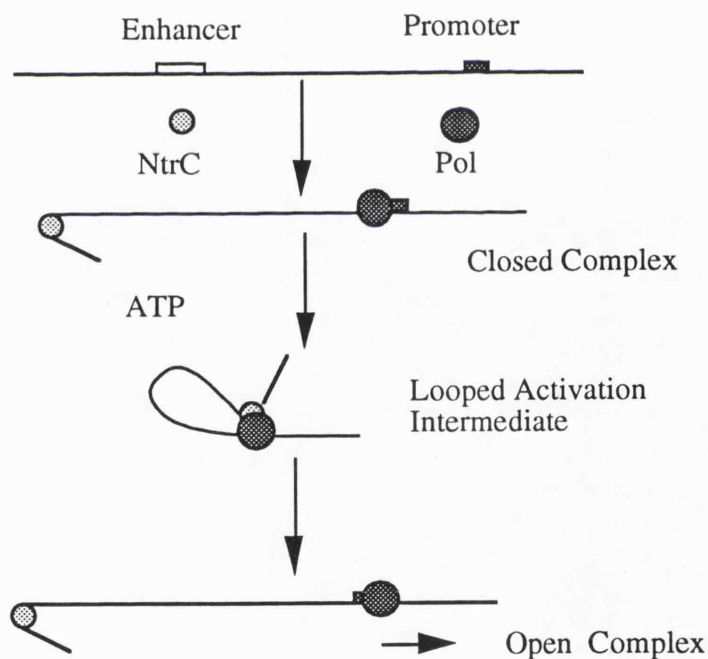 Enhancer
Promoter
NtrC
Pol
Closed Complex
ATP
Looped Activation
Intermediate
Open Complex